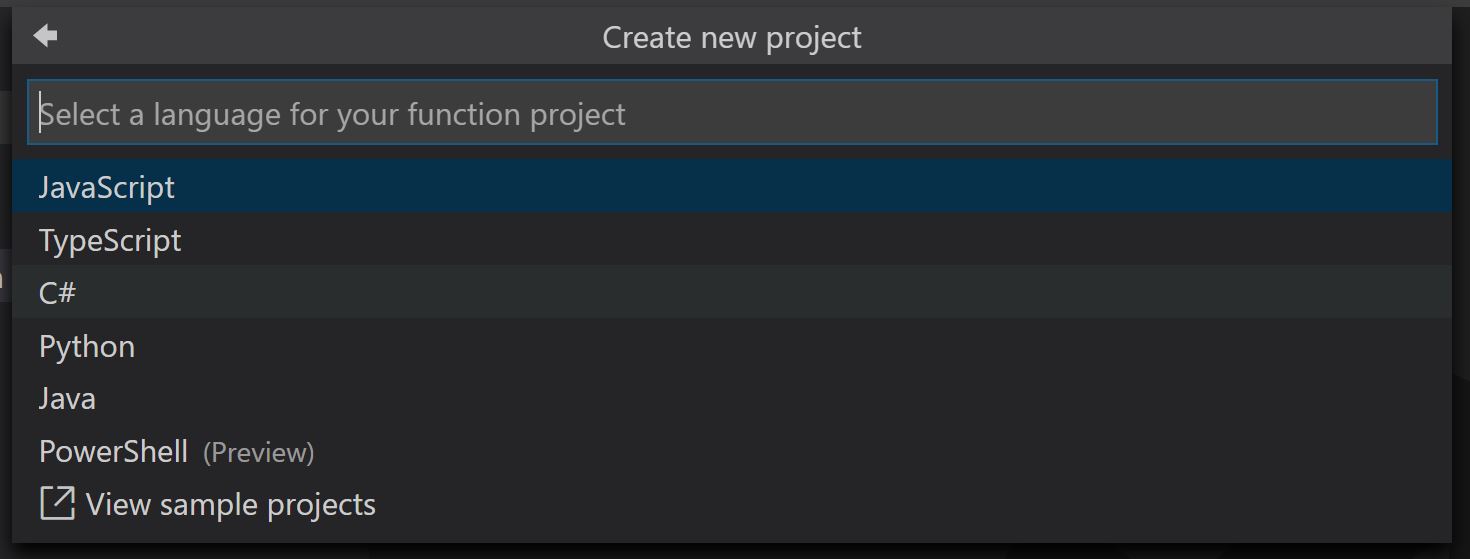 Create new project
Select a language for your function project
JavaScript
TypeScript
C#
Python
Java
PowerShell (Preview)
View sample projects